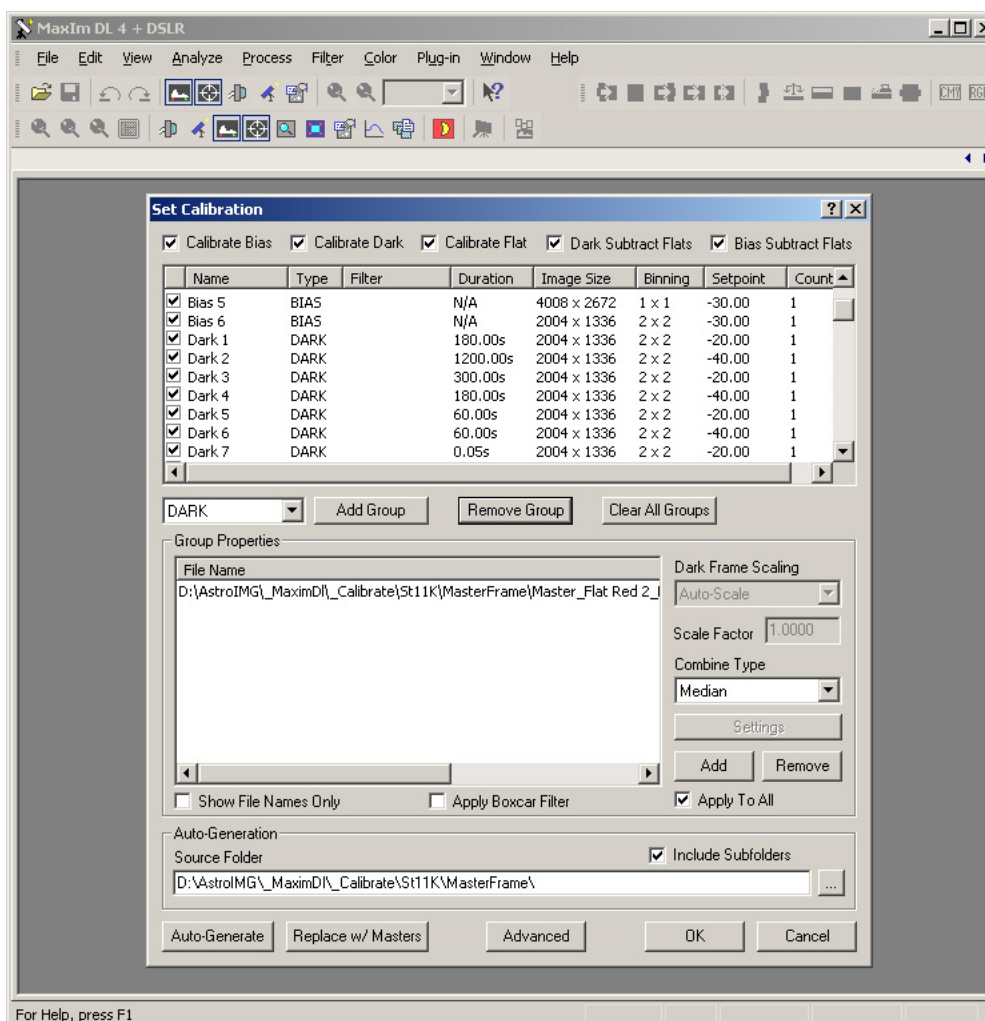 MaxIm DL 4 + DSLR
File Edit View Analyze Process Filter Color Plug-in Window Help
CMY
Set Calibration
Calibrate Bias Calibrate Dark Calibrate Flat Dark Subtract Flats Bias Subtract Flats
Name Type Filter Duration Image Size Binning Setpoint Count
Bias 5 BIAS N/A 4008 x 2672 1 x 1 -30.00 1
Bias 6 BIAS N/A 2004 x 1336 2 x 2 -30.00 1
Dark 1 DARK 180.00s 2004 x 1336 2 x 2 -20.00 1
Dark 2 DARK 1200.00s 2004 x 1336 2 x 2 -40.00 1
Dark 3 DARK 300.00s 2004 x 1336 2 x 2 -20.00 1
Dark 4 DARK 180.00s 2004 x 1336 2 x 2 -40.00 1
Dark 5 DARK 60.00s 2004 x 1336 2 x 2 -20.00 1
Dark 6 DARK 60.00s 2004 x 1336 2 x 2 -40.00 1
Dark 7 DARK 0.05s 2004 x 1336 2 x 2 -20.00 1
DARK Add Group Remove Group Clear All Groups
Group Properties
File Name
D:\AstroIMG\_MaximDl\_Calibrate\St11K\MasterFrame\Master_Flat Red 2_
Dark Frame Scaling
Auto-Scale
Scale Factor 1.0000
Combine Type
Median
Settings
Add Remove
Show File Names Only Apply Boxcar Filter Apply To All
Auto-Generation
Source Folder Include Subfolders
D:\AstroIMG\_MaximDl\_Calibrate\St11K\MasterFrame\ ...
Auto-Generate Replace w/ Masters Advanced OK Cancel
For Help, press F1